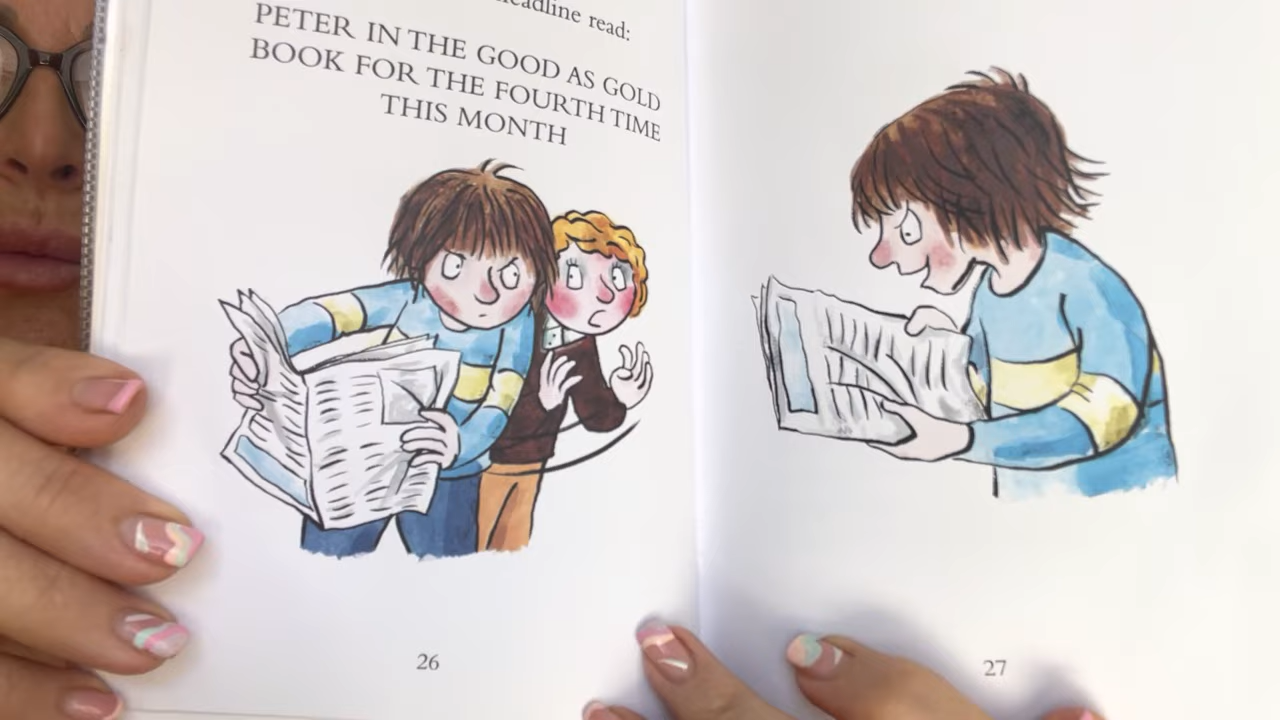 headline read:
PETER IN THE GOOD AS GOLD
BOOK FOR THE FOURTH TIME
THIS MONTH
26
27